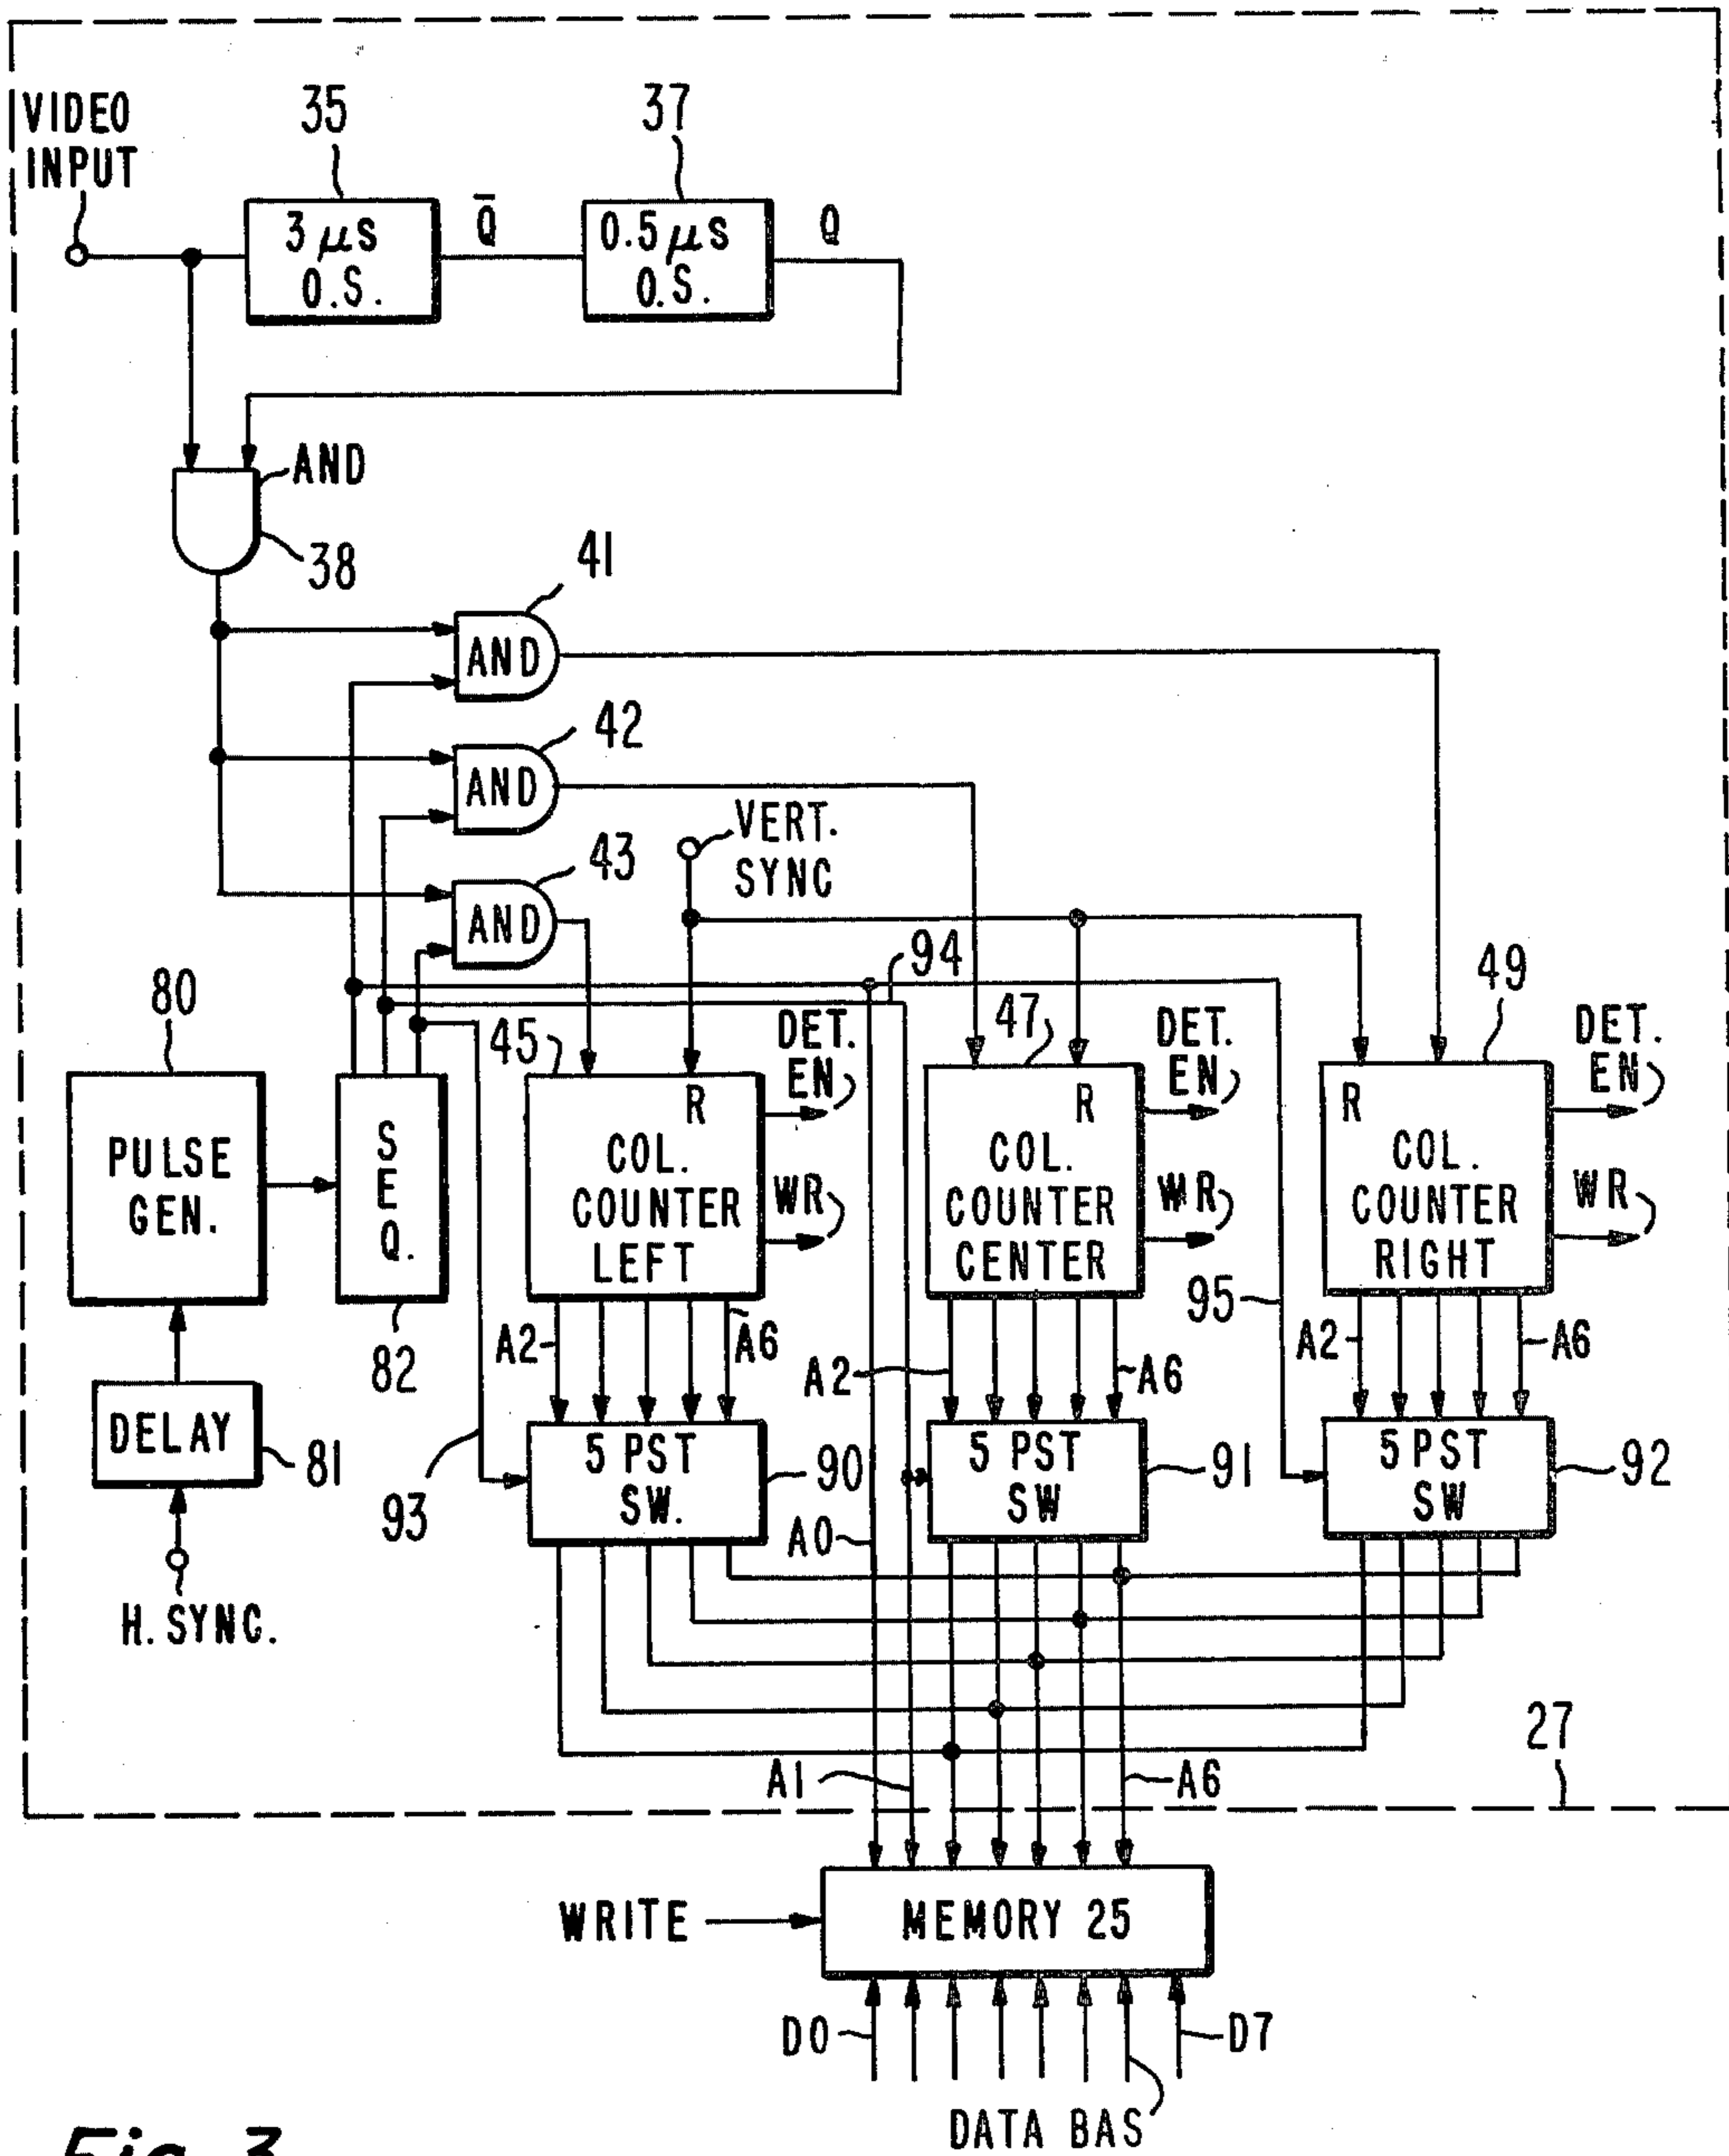 VIDEO
INPUT
35
37
3 μs
O.S.
Q̄
0.5 μs
O.S.
Q
AND
38
41
AND
42
AND
VERT.
SYNC
43
AND
94
80
45
DET.
EN
47
DET.
EN
49
DET.
EN
PULSE
GEN.
S
E
Q.
R
COL.
COUNTER
LEFT
WR
R
COL.
COUNTER
CENTER
WR
R
COL.
COUNTER
RIGHT
WR
95
82
A2
A6
A2
A6
A2
A6
DELAY
81
93
5 PST
SW.
90
A0
5 PST
SW
91
5 PST
SW
92
H. SYNC.
27
A1
A6
WRITE
MEMORY 25
D0
D7
DATA BAS
Fig. 3